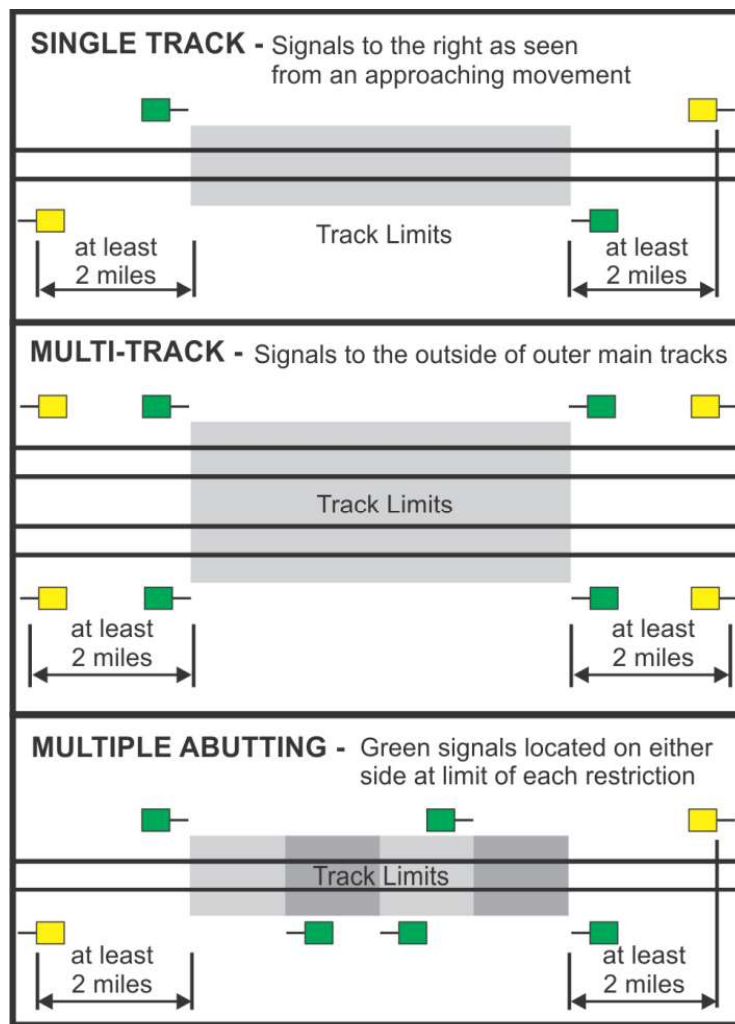 SINGLE TRACK - Signals to the right as seen
from an approaching movement
Track Limits
at least
2 miles
at least
2 miles
MULTI-TRACK - Signals to the outside of outer main tracks
Track Limits
at least
2 miles
at least
2 miles
MULTIPLE ABUTTING - Green signals located on either
side at limit of each restriction
Track Limits
at least
2 miles
at least
2 miles